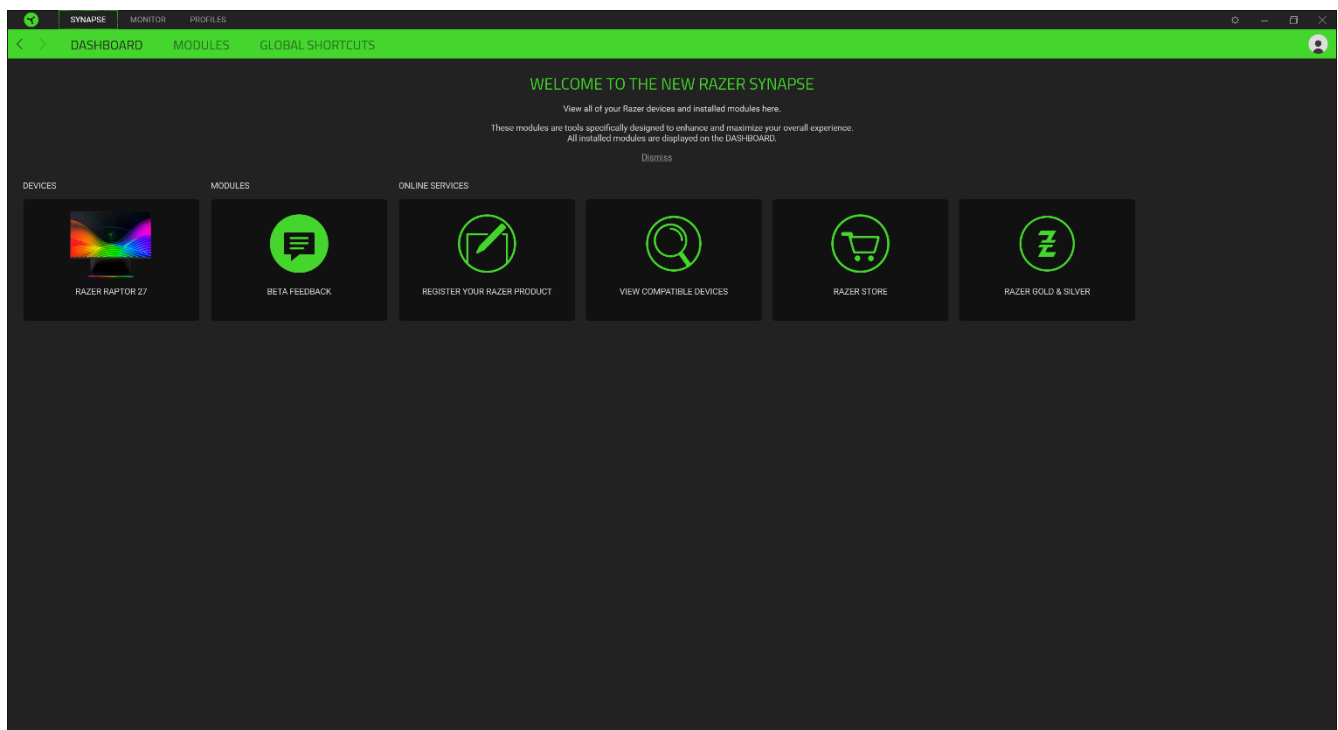 SYNAPSE MONITOR PROFILES
DASHBOARD MODULES GLOBAL SHORTCUTS
WELCOME TO THE NEW RAZER SYNAPSE
View all of your Razer devices and installed modules here.
These modules are tools specifically designed to enhance and maximize your overall experience.
All installed modules are displayed on the DASHBOARD.
Dismiss
DEVICES MODULES ONLINE SERVICES
RAZER RAPTOR 27 BETA FEEDBACK REGISTER YOUR RAZER PRODUCT VIEW COMPATIBLE DEVICES RAZER STORE RAZER GOLD & SILVER